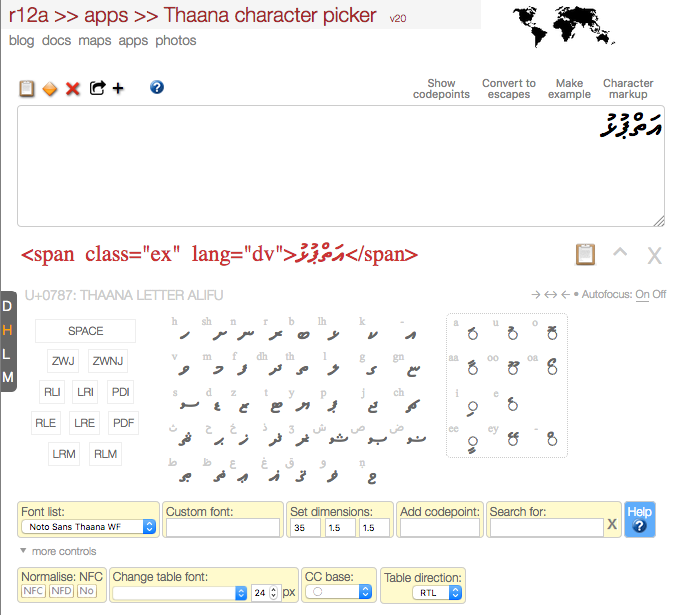 r12a >> apps >> Thaana character picker v20
blog docs maps apps photos
Show codepoints
Convert to escapes
Make example
Character markup
އަތްޕުޅު
<span class="ex" lang="dv">އަތްޕުޅު</span>
X
U+0787: THAANA LETTER ALIFU
→ ↔ ← • Autofocus: On Off
D
H
L
M
SPACE
ZWJ ZWNJ
RLI LRI PDI
RLE LRE PDF
LRM RLM
h ހ sh ށ n ނ r ރ b ބ lh ޅ k ކ - އ
v ވ m މ f ފ dh ދ th ތ l ލ g ގ gn ޏ
s ސ d ޑ z ޒ t ޓ y ޔ p ޕ j ޖ ch ޗ
ث ޘ ح ޙ خ ޚ ذ ޛ ʒ ޜ ش ޝ ص ޞ ض ޟ
ط ޠ ظ ޡ ع ޢ غ ޣ ق ޤ و ޥ ṇ ޱ
a ◌ަ u ◌ު o ◌ޮ
aa ◌ާ oo ◌ޫ oa ◌ޯ
i ◌ި e ◌ެ
ee ◌ީ ey ◌ޭ - ◌ް
Font list: Custom font: Set dimensions: Add codepoint: Search for: Help
Noto Sans Thaana WF 35 1.5 1.5 X
▼ more controls
Normalise: NFC Change table font: CC base: Table direction:
NFC NFD No 24 px ◌ RTL